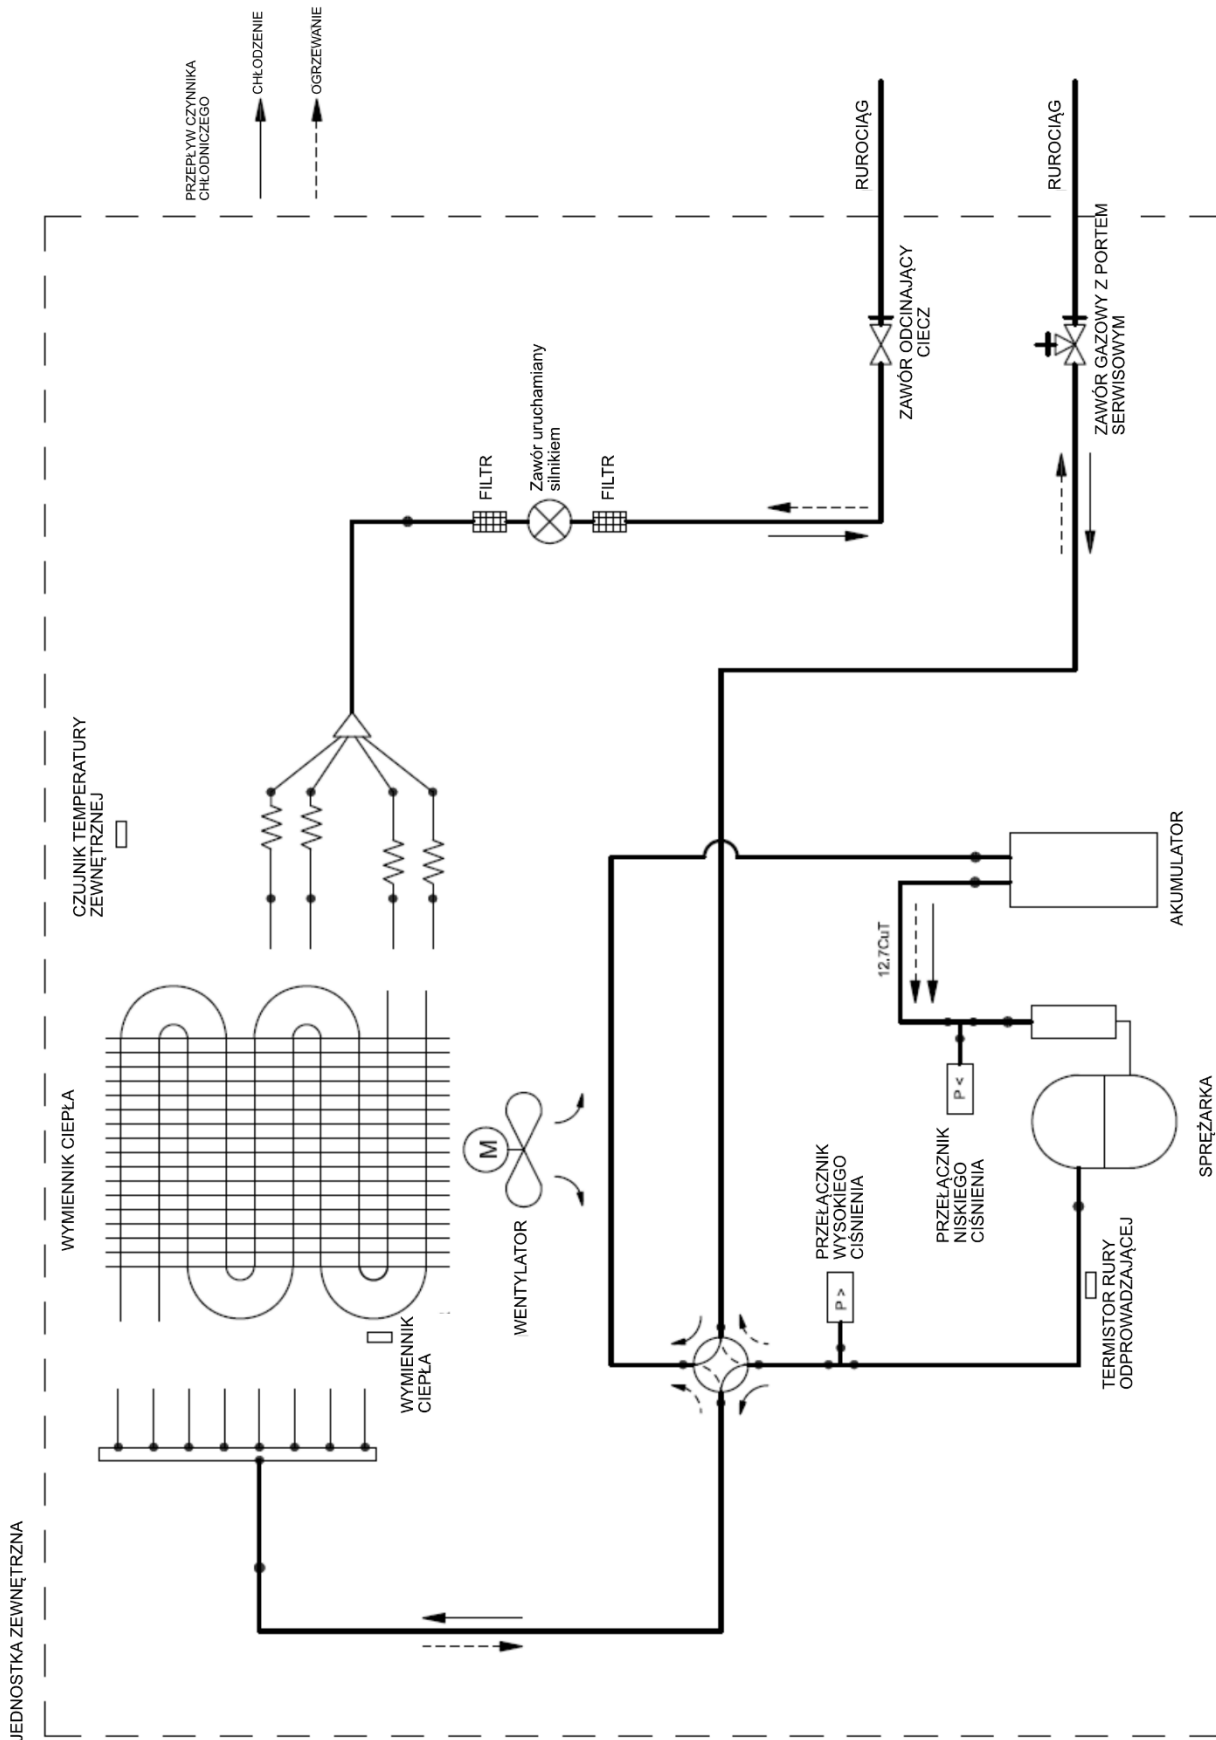 JEDNOSTKA ZEWNĘTRZNA
WYMIENNIK CIEPŁA
CZUJNIK TEMPERATURY
ZEWNĘTRZNEJ
PRZEPŁYW CZYNNIKA
CHŁODNICZEGO
CHŁODZENIE
OGRZEWANIE
WYMIENNIK
CIEPŁA
M
WENTYLATOR
FILTR
Zawór uruchamiany
silnikiem
FILTR
RUROCIĄG
ZAWÓR ODCINAJĄCY
CIECZ
PRZEŁĄCZNIK
WYSOKIEGO
CIŚNIENIA
P >
12,7CuT
PRZEŁĄCZNIK
NISKIEGO
CIŚNIENIA
P <
RUROCIĄG
ZAWÓR GAZOWY Z PORTEM
SERWISOWYM
TERMISTOR RURY
ODPROWADZAJĄCEJ
SPRĘŻARKA
AKUMULATOR